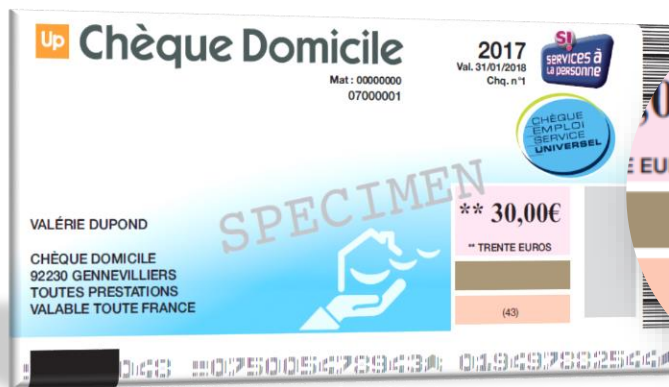 Up Chèque Domicile
Mat : 00000000
07000001
2017
Val. 31/01/2018
Chq. n°1
S!
SERVICES à
LA PERSONNE
CHÈQUE
EMPLOI
SERVICE
UNIVERSEL
SPECIMEN
VALÉRIE DUPOND
CHÈQUE DOMICILE
92230 GENNEVILLIERS
TOUTES PRESTATIONS
VALABLE TOUTE FRANCE
** 30,00€
** TRENTE EUROS
(43)